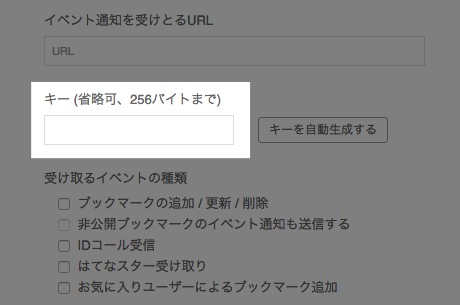 イベント通知を受けとるURL
URL
キー (省略可、256バイトまで)
キーを自動生成する
受け取るイベントの種類
ブックマークの追加 / 更新 / 削除
非公開ブックマークのイベント通知も送信する
IDコール受信
はてなスター受け取り
お気に入りユーザーによるブックマーク追加